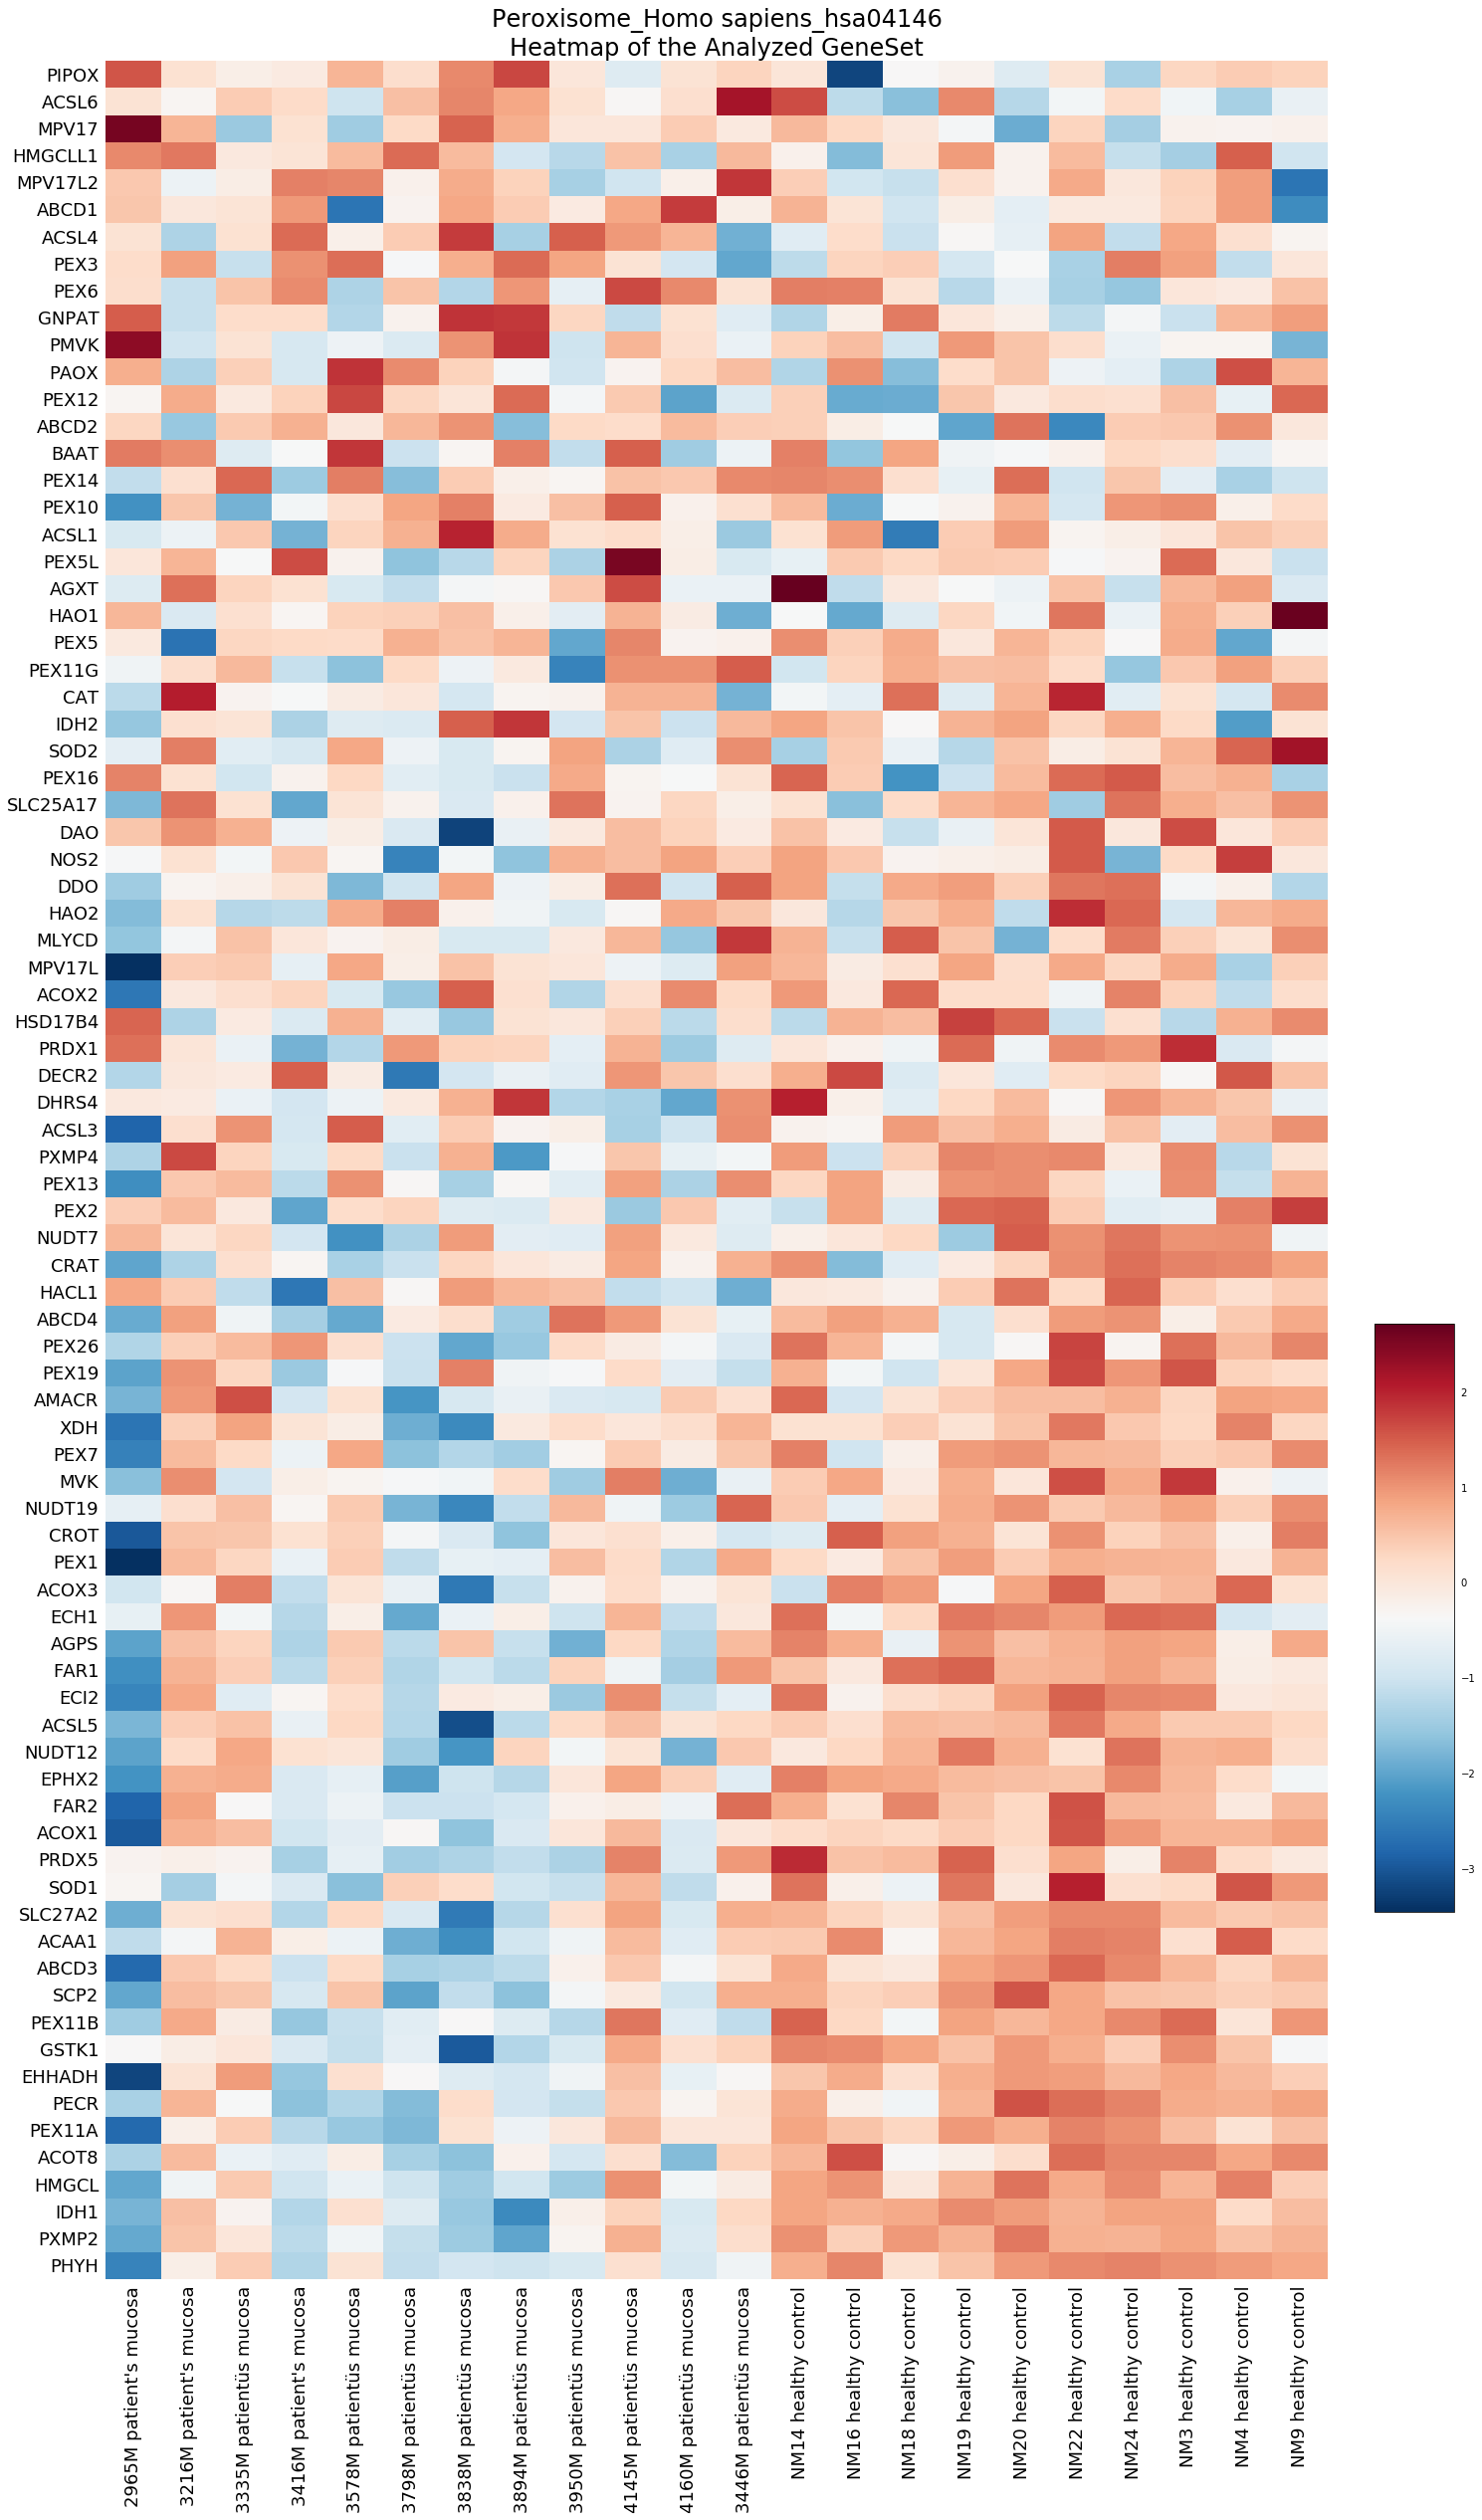 Peroxisome_Homo sapiens_hsa04146
Heatmap of the Analyzed GeneSet
PIPOX
ACSL6
MPV17
HMGCLL1
MPV17L2
ABCD1
ACSL4
PEX3
PEX6
GNPAT
PMVK
PAOX
PEX12
ABCD2
BAAT
PEX14
PEX10
ACSL1
PEX5L
AGXT
HAO1
PEX5
PEX11G
CAT
IDH2
SOD2
PEX16
SLC25A17
DAO
NOS2
DDO
HAO2
MLYCD
MPV17L
ACOX2
HSD17B4
PRDX1
DECR2
DHRS4
ACSL3
PXMP4
PEX13
PEX2
NUDT7
CRAT
HACL1
ABCD4
PEX26
PEX19
AMACR
XDH
PEX7
MVK
NUDT19
CROT
PEX1
ACOX3
ECH1
AGPS
FAR1
ECI2
ACSL5
NUDT12
EPHX2
FAR2
ACOX1
PRDX5
SOD1
SLC27A2
ACAA1
ABCD3
SCP2
PEX11B
GSTK1
EHHADH
PECR
PEX11A
ACOT8
HMGCL
IDH1
PXMP2
PHYH
2965M patient's mucosa
3216M patient's mucosa
3335M patientüs mucosa
3416M patient's mucosa
3578M patientüs mucosa
3798M patientüs mucosa
3838M patientüs mucosa
3894M patientüs mucosa
3950M patientüs mucosa
4145M patientüs mucosa
4160M patientüs mucosa
3446M patientüs mucosa
NM14 healthy control
NM16 healthy control
NM18 healthy control
NM19 healthy control
NM20 healthy control
NM22 healthy control
NM24 healthy control
NM3 healthy control
NM4 healthy control
NM9 healthy control
2
1
0
−1
−2
−3